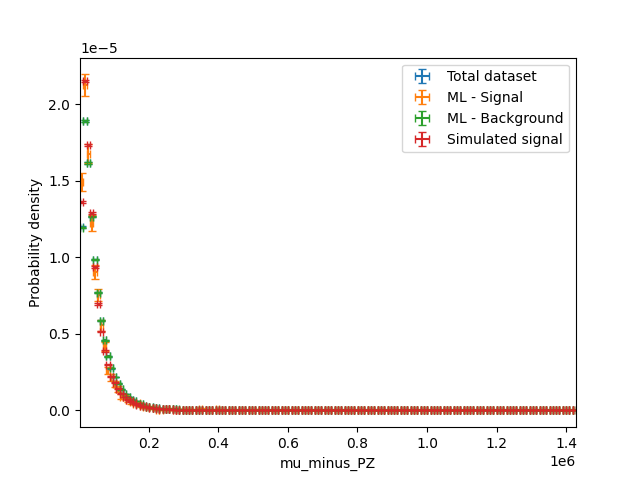 1e−5
Total dataset
ML - Signal
ML - Background
Simulated signal
2.0
1.5
1.0
0.5
0.0
Probability density
0.2 0.4 0.6 0.8 1.0 1.2 1.4
1e6
mu_minus_PZ